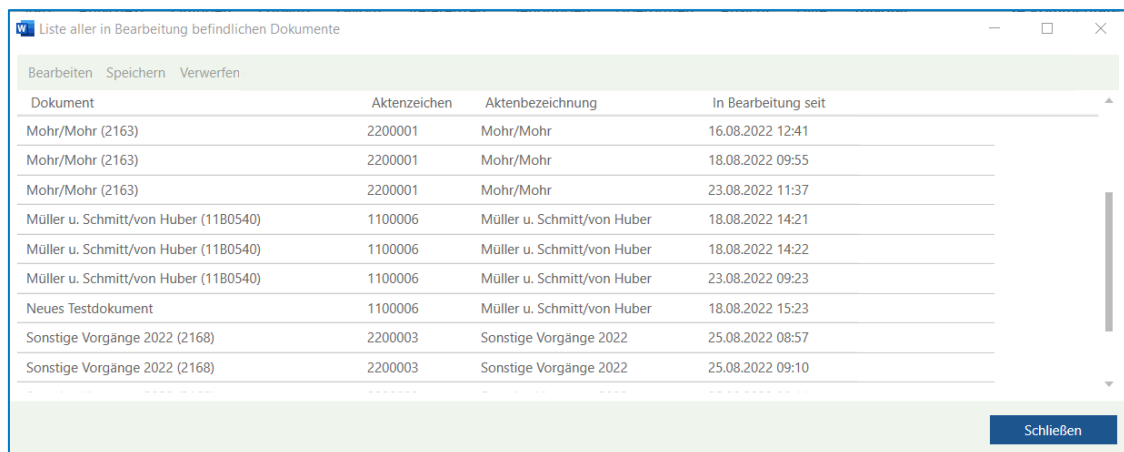 Liste aller in Bearbeitung befindlichen Dokumente
Bearbeiten Speichern Verwerfen
Dokument Aktenzeichen Aktenbezeichnung In Bearbeitung seit
Mohr/Mohr (2163) 2200001 Mohr/Mohr 16.08.2022 12:41
Mohr/Mohr (2163) 2200001 Mohr/Mohr 18.08.2022 09:55
Mohr/Mohr (2163) 2200001 Mohr/Mohr 23.08.2022 11:37
Müller u. Schmitt/von Huber (11B0540) 1100006 Müller u. Schmitt/von Huber 18.08.2022 14:21
Müller u. Schmitt/von Huber (11B0540) 1100006 Müller u. Schmitt/von Huber 18.08.2022 14:22
Müller u. Schmitt/von Huber (11B0540) 1100006 Müller u. Schmitt/von Huber 23.08.2022 09:23
Neues Testdokument 1100006 Müller u. Schmitt/von Huber 18.08.2022 15:23
Sonstige Vorgänge 2022 (2168) 2200003 Sonstige Vorgänge 2022 25.08.2022 08:57
Sonstige Vorgänge 2022 (2168) 2200003 Sonstige Vorgänge 2022 25.08.2022 09:10
Schließen